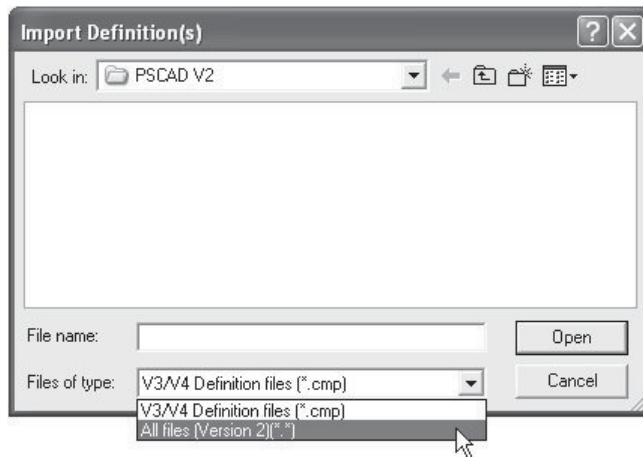 Import Definition(s)
Look in: PSCAD V2
File name:
Open
Files of type: V3/V4 Definition files (*.cmp)
Cancel
V3/V4 Definition files (*.cmp)
All files (Version 2)(*.*)